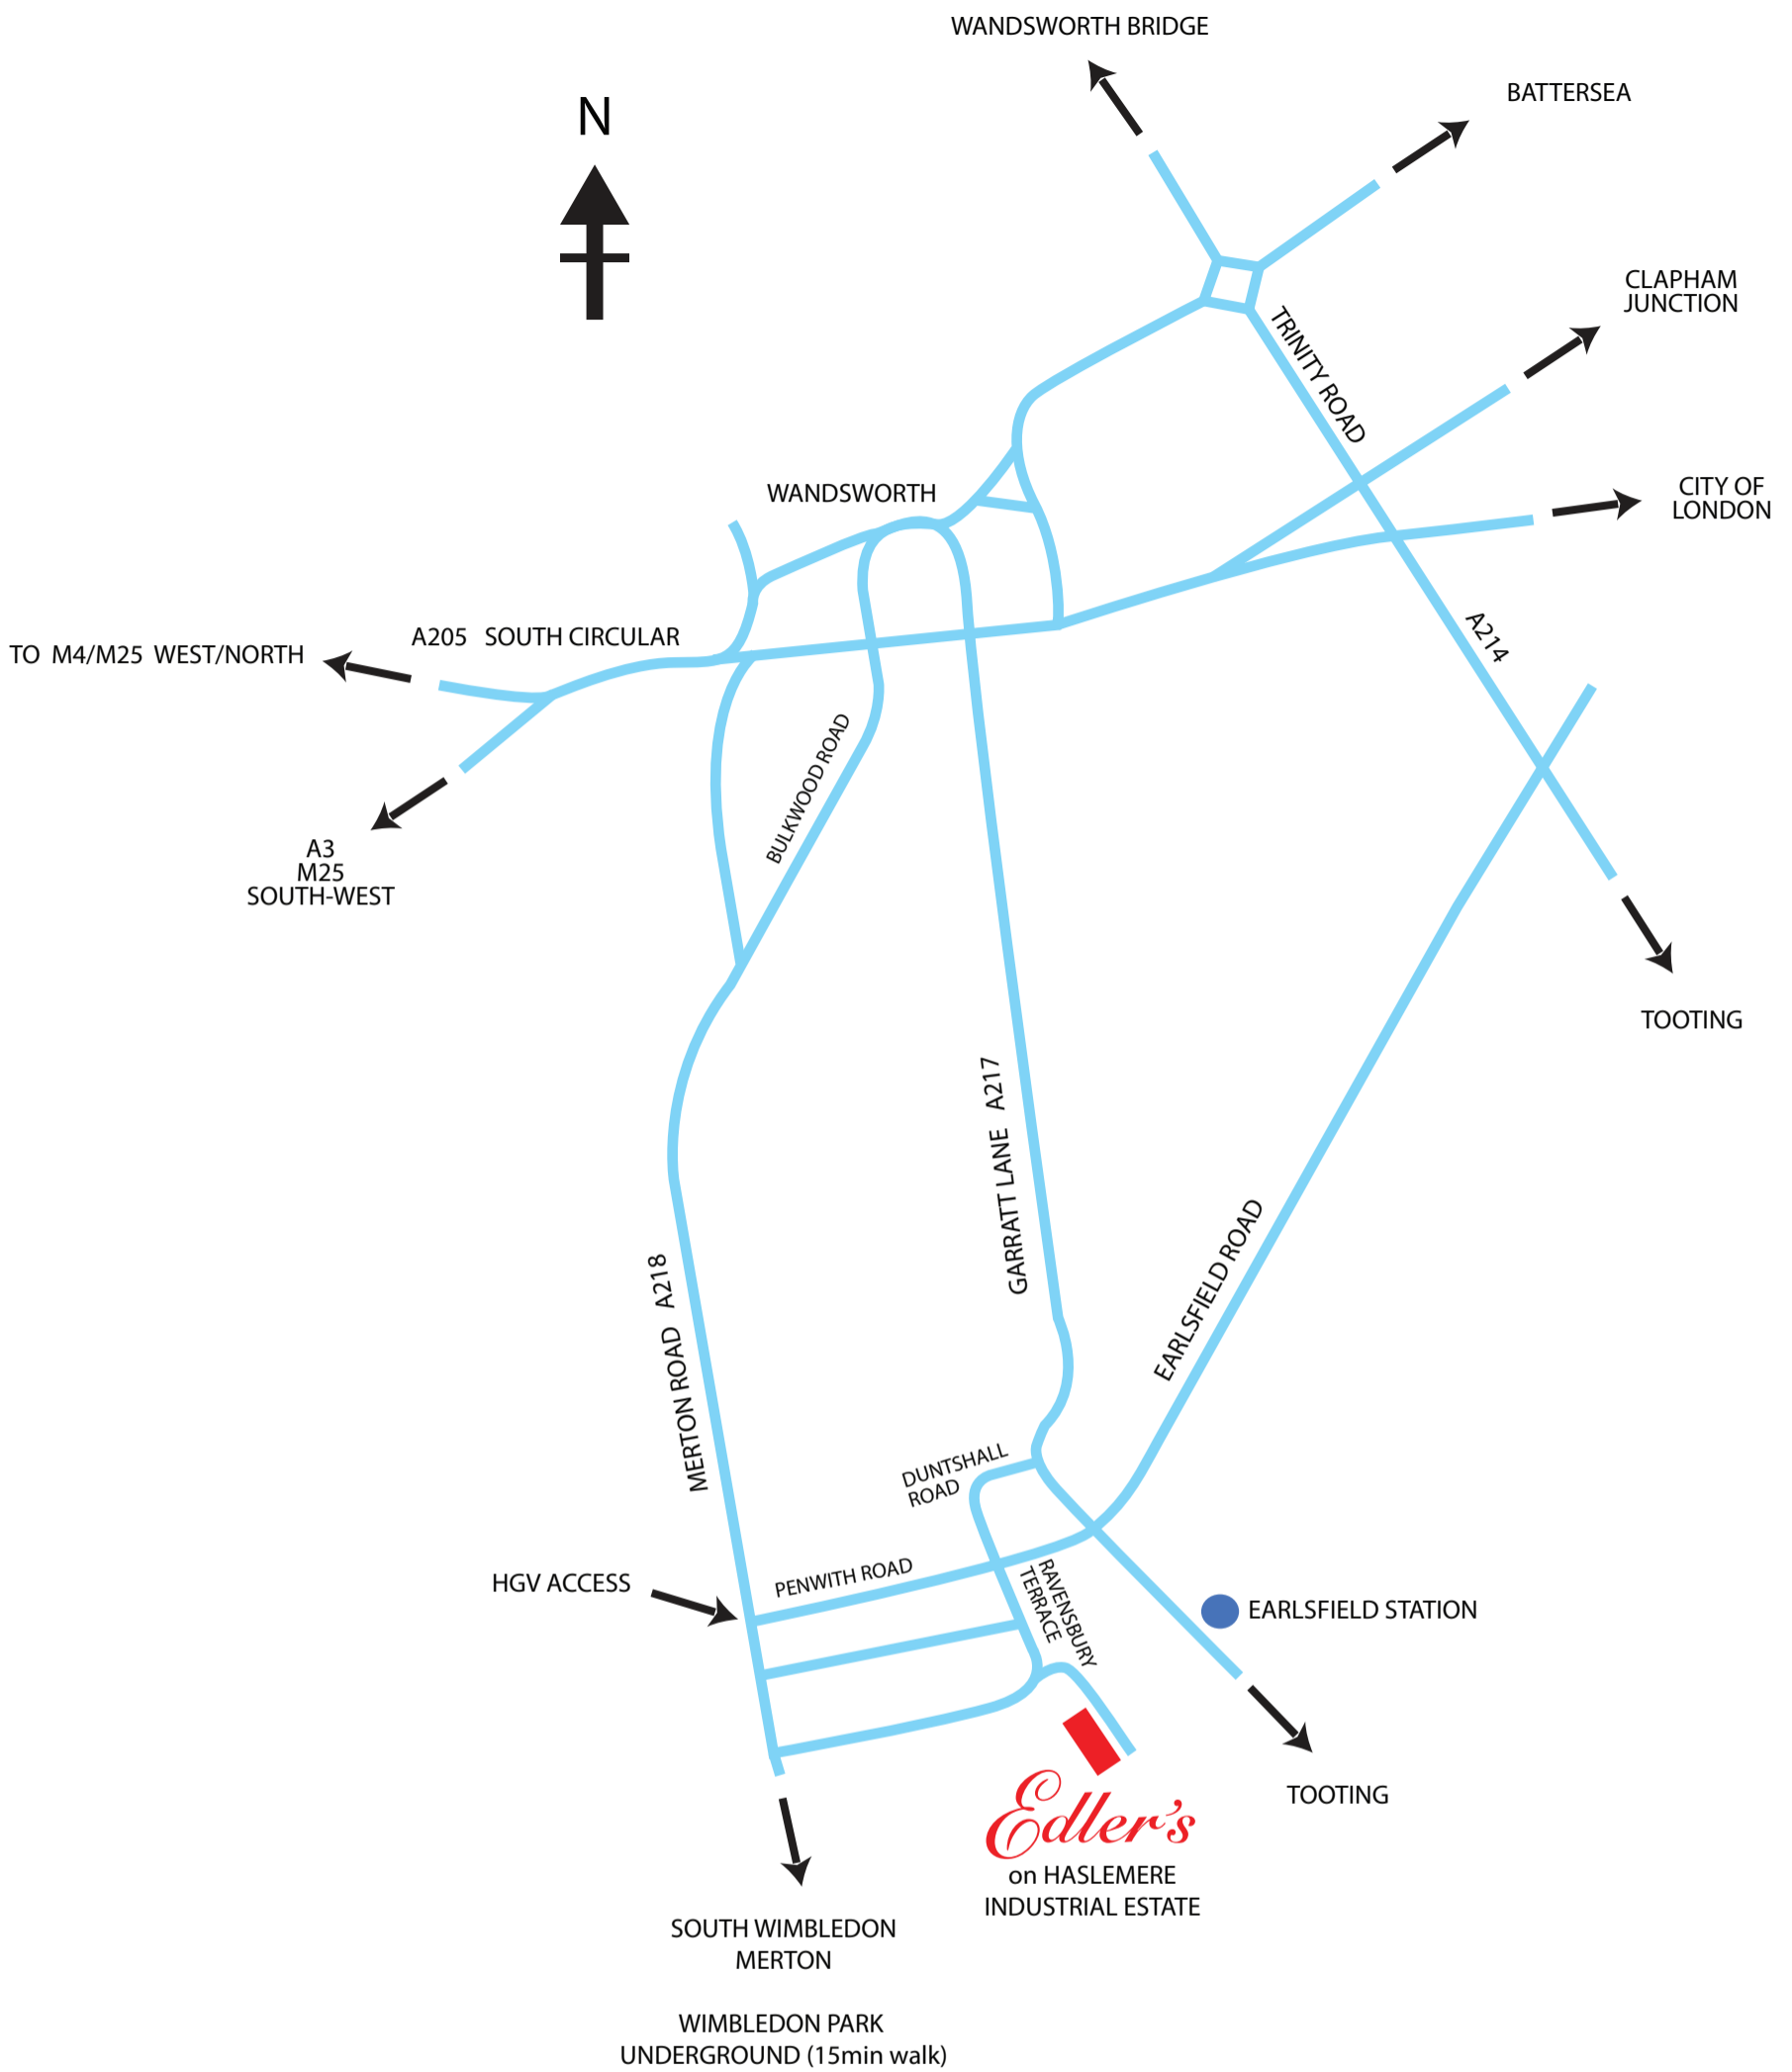 WANDSWORTH BRIDGE
BATTERSEA
N
CLAPHAM
JUNCTION
TRINITY ROAD
CITY OF
LONDON
WANDSWORTH
A205 SOUTH CIRCULAR
TO M4/M25 WEST/NORTH
A214
BULKWOOD ROAD
A3
M25
SOUTH-WEST
TOOTING
GARRATT LANE A217
EARLSFIELD ROAD
MERTON ROAD A218
DUNTSHALL
ROAD
HGV ACCESS
PENWITH ROAD
RAVENSBURY
TERRACE
EARLSFIELD STATION
TOOTING
Edler's
on HASLEMERE
INDUSTRIAL ESTATE
SOUTH WIMBLEDON
MERTON
WIMBLEDON PARK
UNDERGROUND (15min walk)